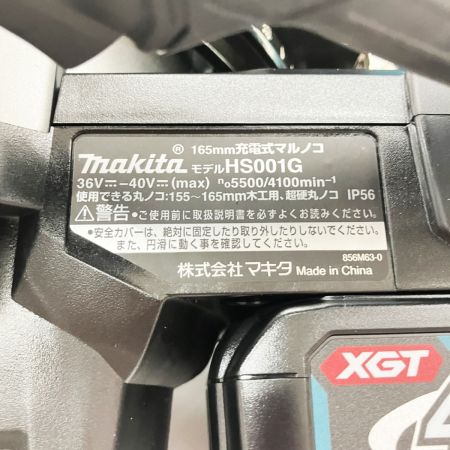 165mm充電式マルノコ
makita® モデルHS001G
36V⎓−40V⎓(max) n₀5500/4100min⁻¹
使用できる丸ノコ:155〜165mm木工用、超硬丸ノコ IP56
⚠警告 •ご使用前に取扱説明書を必ずよくお読みください。
•安全カバーは、絶対に固定したり取り外したりしないでください。
また、円滑に動く事を確認してください。
856M63-0
株式会社マキタ Made in China
XGT